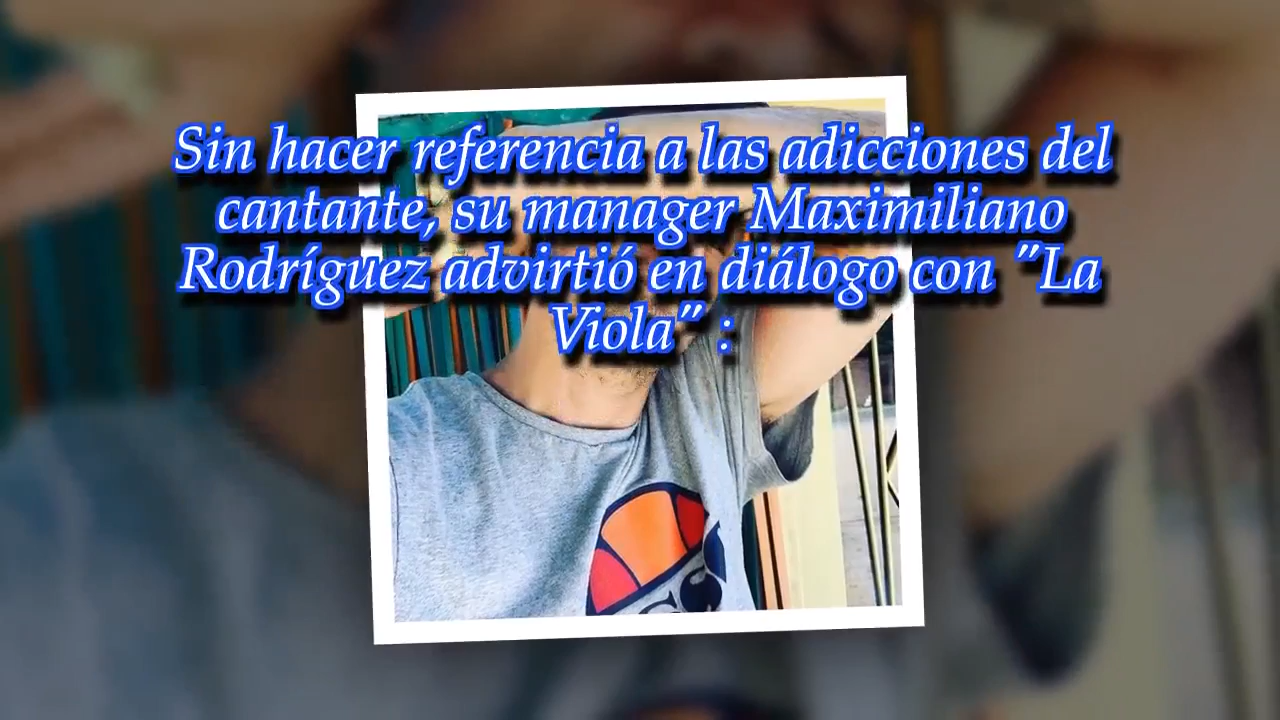 Sin hacer referencia a las adicciones del
cantante, su manager Maximiliano
Rodríguez advirtió en diálogo con "La
Viola" :